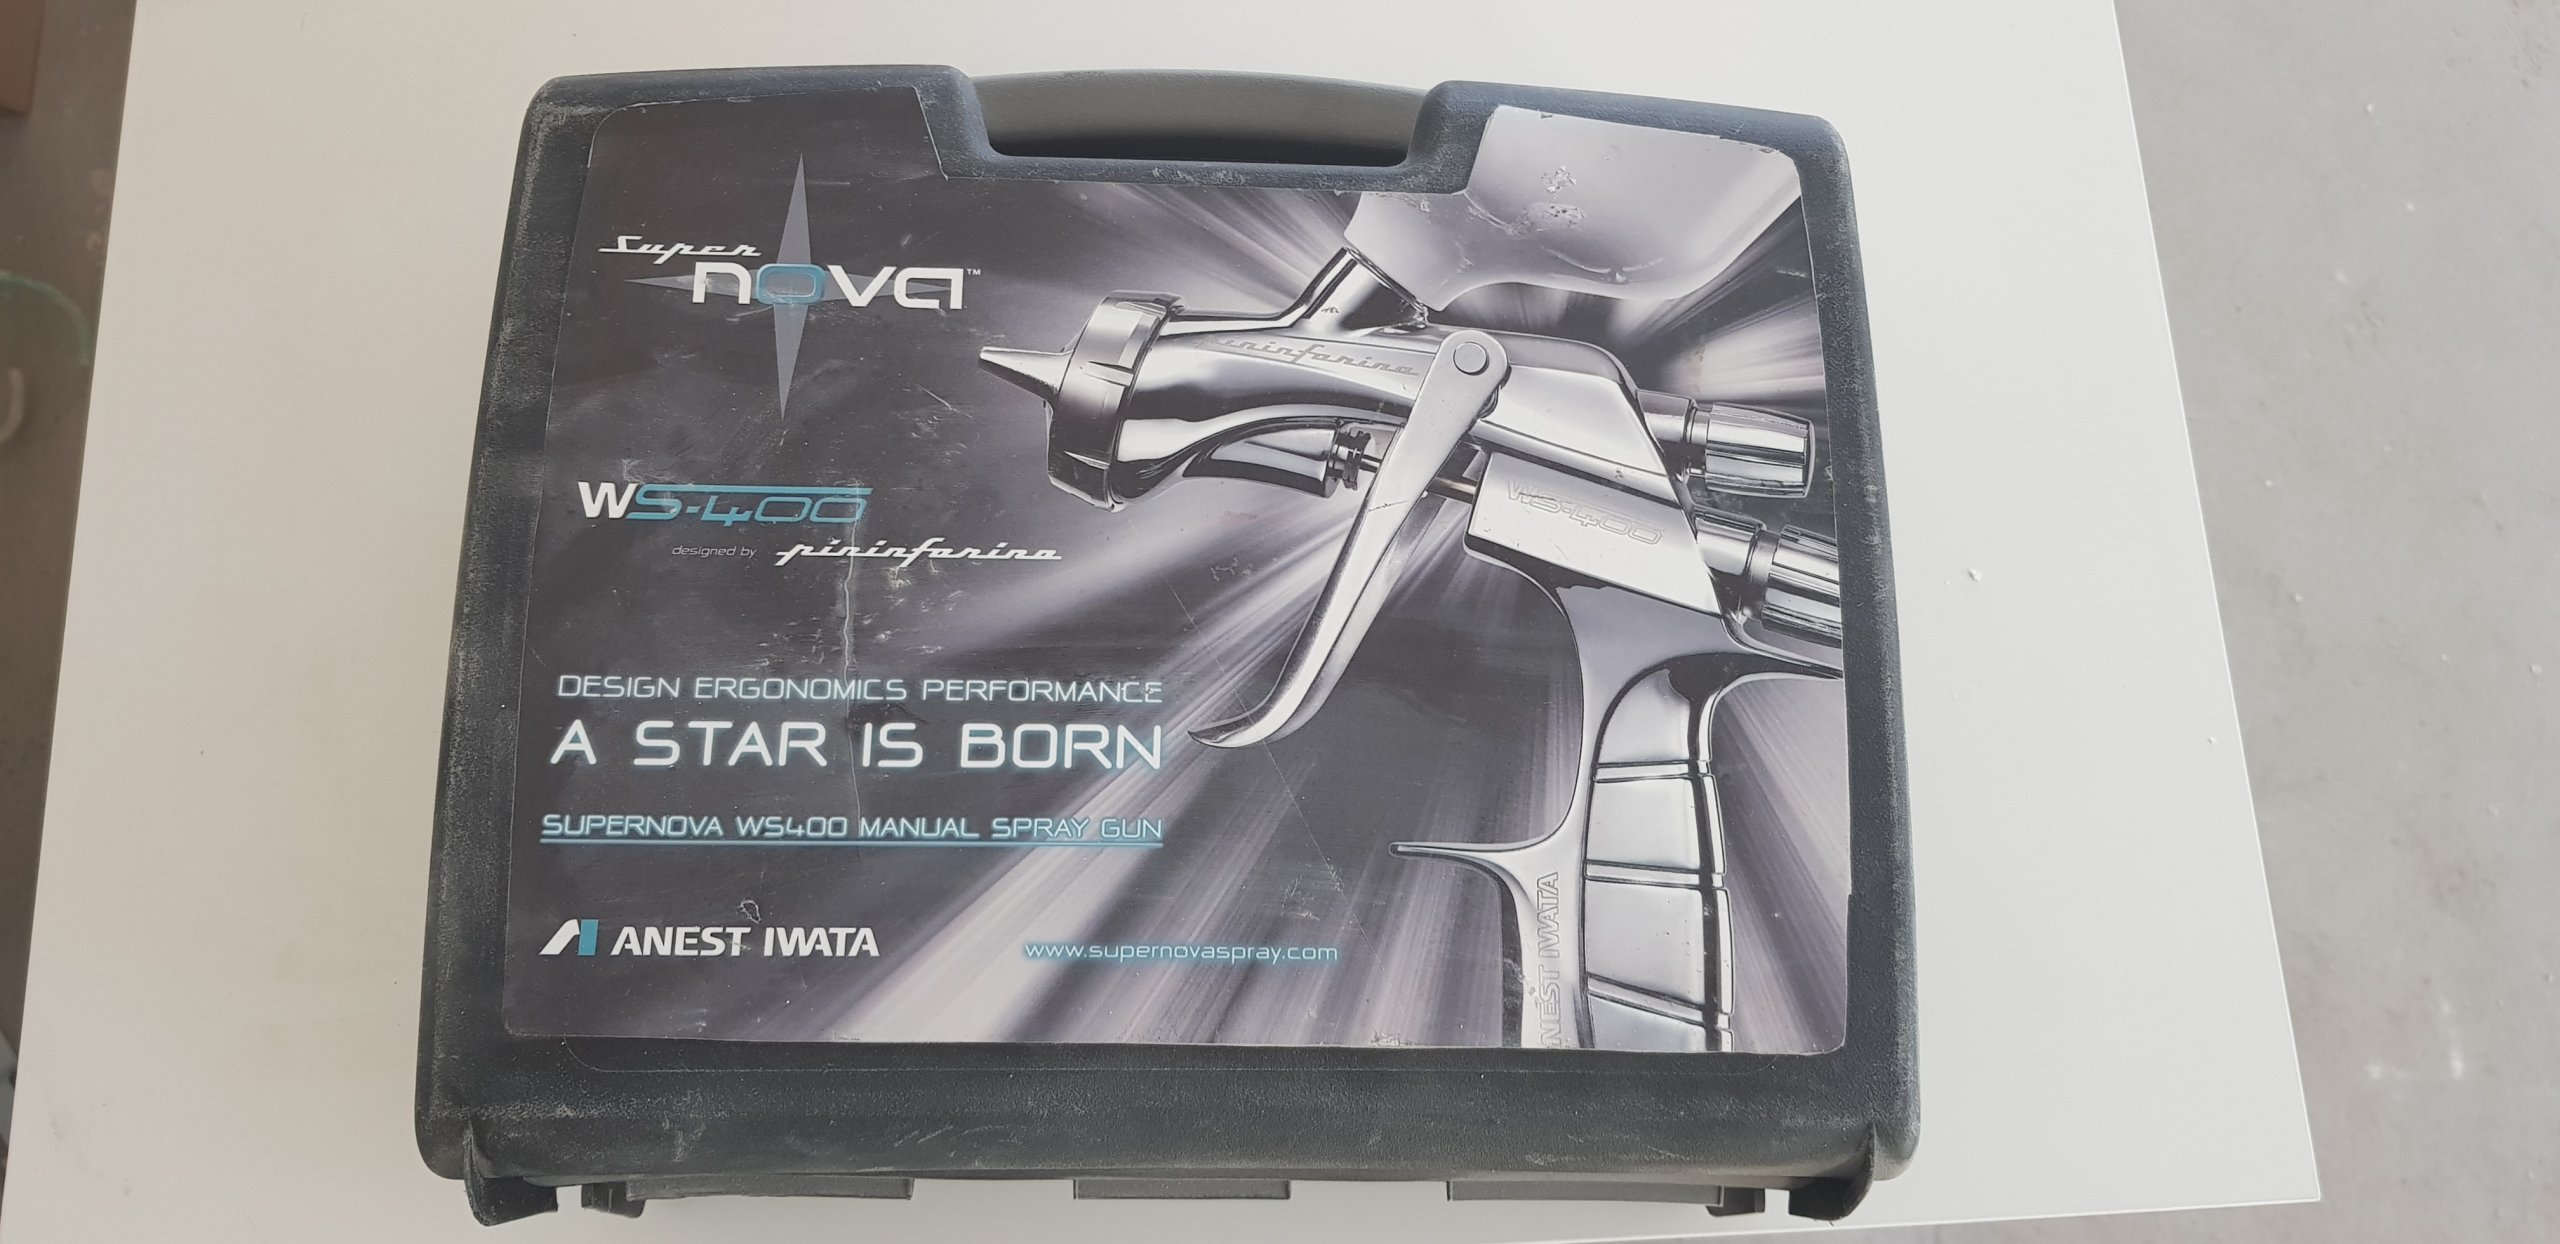 Super
nova™
WS-400
designed by pininfarina
DESIGN ERGONOMICS PERFORMANCE
A STAR IS BORN
SUPERNOVA WS400 MANUAL SPRAY GUN
ANEST IWATA
www.supernovaspray.com
pininfarina
WS-400
ANEST IWATA